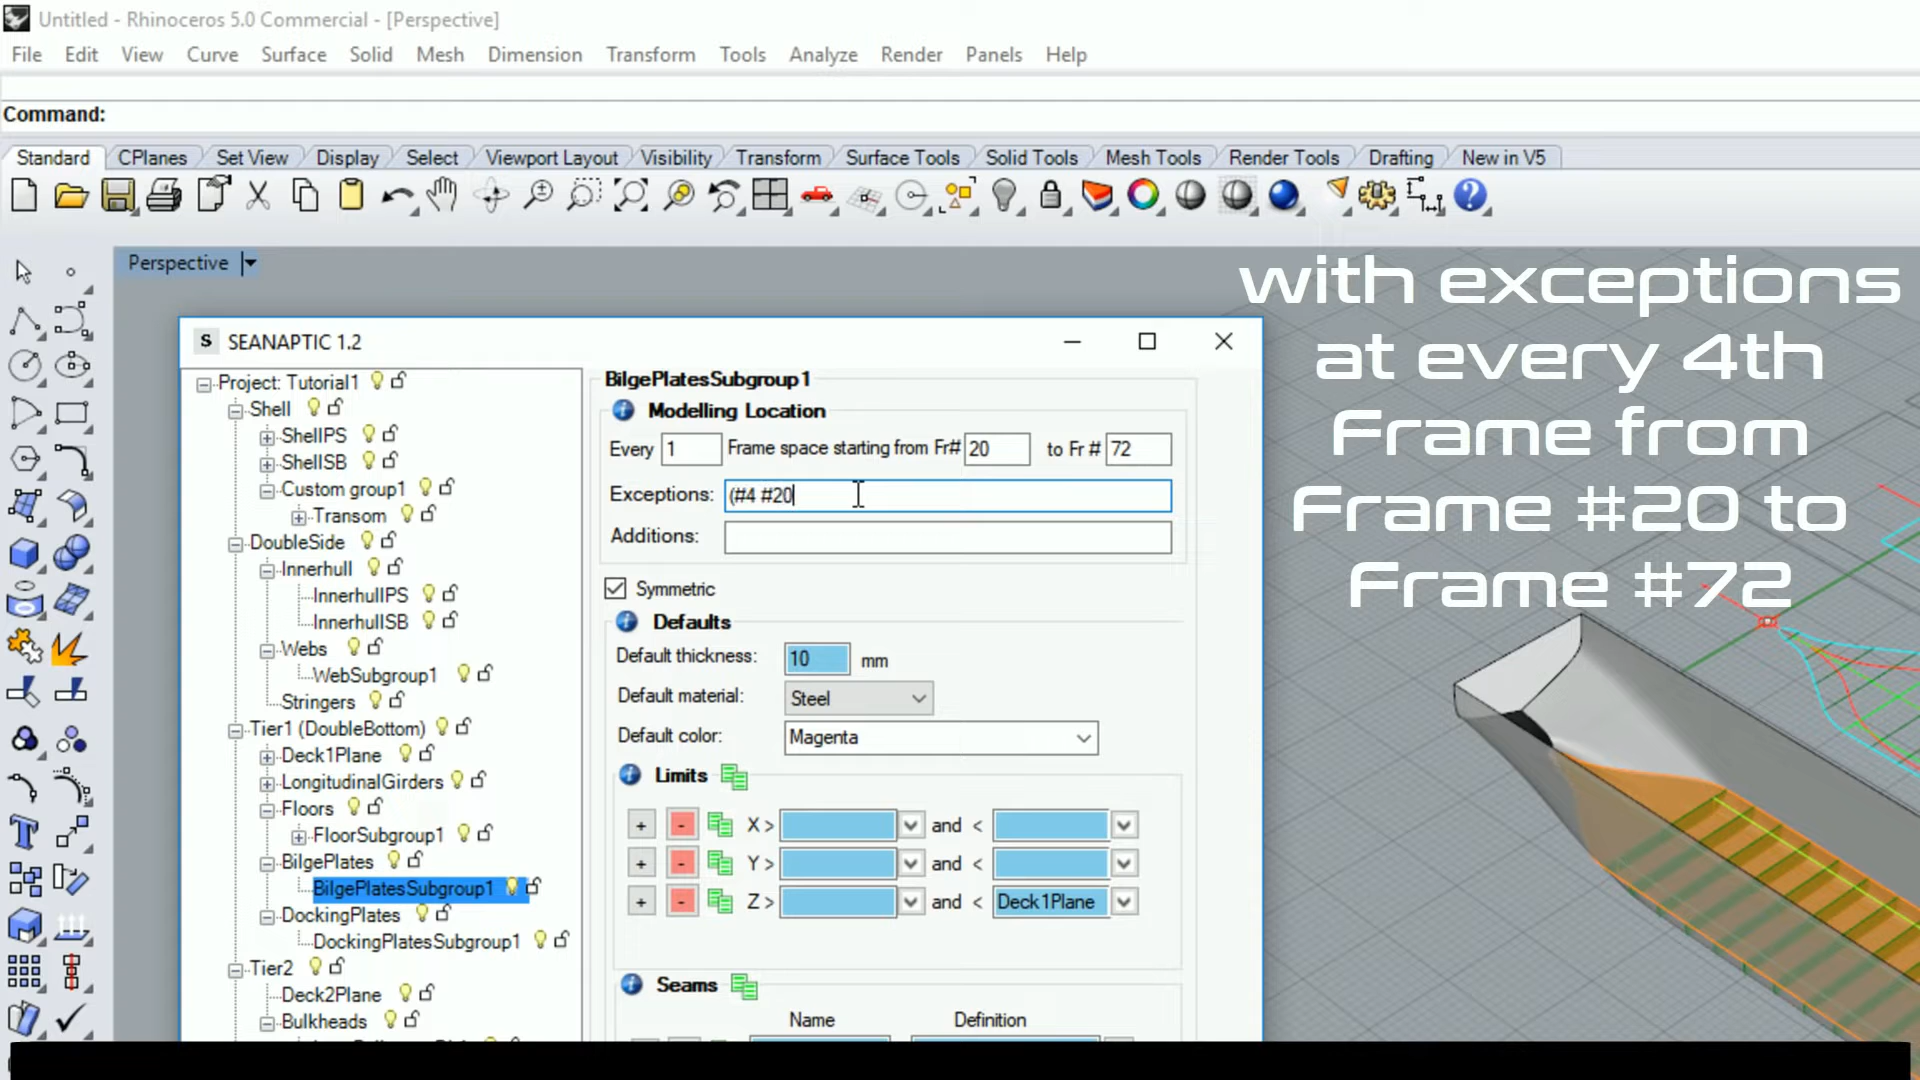 Untitled - Rhinoceros 5.0 Commercial - [Perspective]
File Edit View Curve Surface Solid Mesh Dimension Transform Tools Analyze Render Panels Help
Command:
Standard CPlanes Set View Display Select Viewport Layout Visibility Transform Surface Tools Solid Tools Mesh Tools Render Tools Drafting New in V5
Perspective
with exceptions
at every 4th
Frame from
Frame #20 to
Frame #72
S SEANAPTIC 1.2
Project: Tutorial1
Shell
ShellPS
ShellSB
Custom group1
Transom
DoubleSide
Innerhull
InnerhullPS
InnerhullSB
Webs
WebSubgroup1
Stringers
Tier1 (DoubleBottom)
Deck1Plane
LongitudinalGirders
Floors
FloorSubgroup1
BilgePlates
BilgePlatesSubgroup1
DockingPlates
DockingPlatesSubgroup1
Tier2
Deck2Plane
Bulkheads
BilgePlatesSubgroup1
Modelling Location
Every 1 Frame space starting from Fr# 20 to Fr # 72
Exceptions: (#4 #20
Additions:
Symmetric
Defaults
Default thickness: 10 mm
Default material: Steel
Default color: Magenta
Limits
+ - X > and <
+ - Y > and <
+ - Z > and < Deck1Plane
Seams
Name Definition